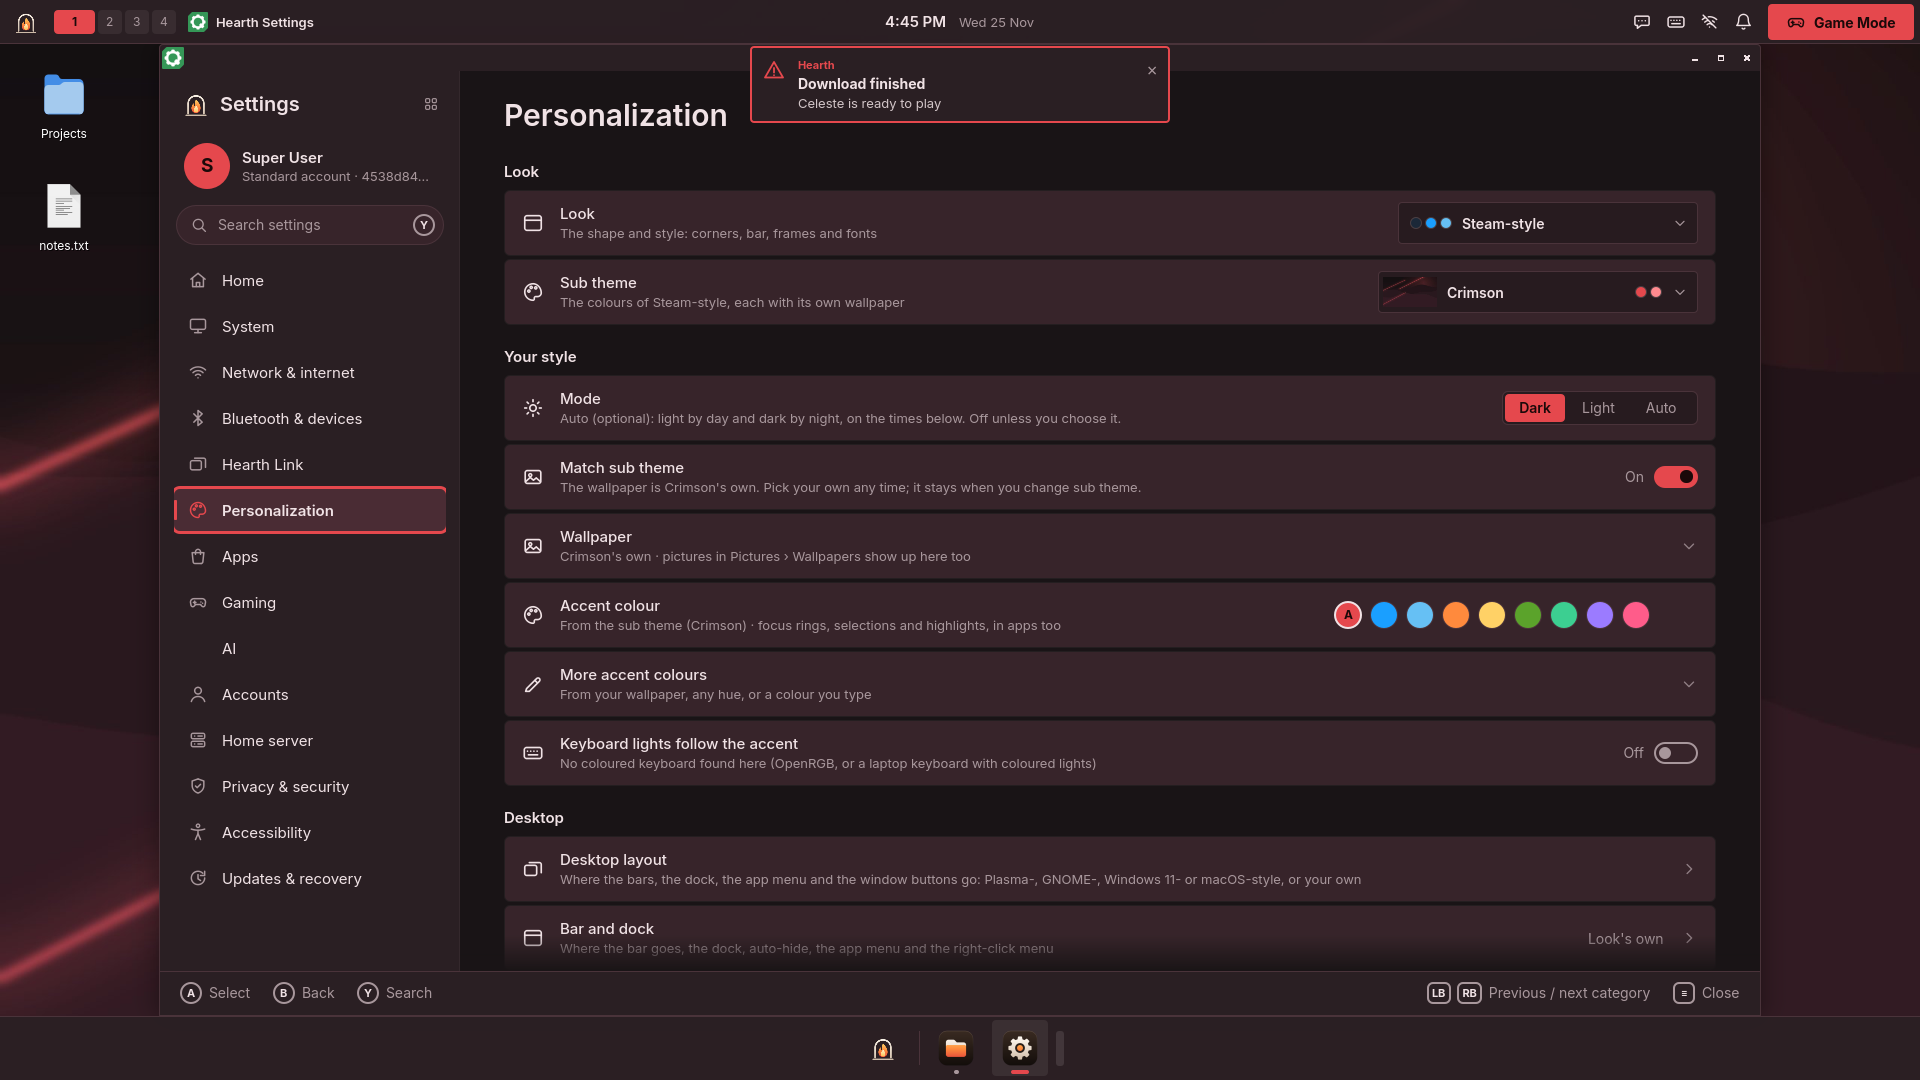 1 2 3 4 Hearth Settings
4:45 PM Wed 25 Nov
Game Mode
Projects
notes.txt
Hearth
Download finished
Celeste is ready to play
Settings
S
Super User
Standard account · 4538d84...
Search settings Y
Home
System
Network & internet
Bluetooth & devices
Hearth Link
Personalization
Apps
Gaming
AI
Accounts
Home server
Privacy & security
Accessibility
Updates & recovery
Personalization
Look
Look
The shape and style: corners, bar, frames and fonts
Steam-style
Sub theme
The colours of Steam-style, each with its own wallpaper
Crimson
Your style
Mode
Auto (optional): light by day and dark by night, on the times below. Off unless you choose it.
Dark Light Auto
Match sub theme
The wallpaper is Crimson's own. Pick your own any time; it stays when you change sub theme.
On
Wallpaper
Crimson's own · pictures in Pictures › Wallpapers show up here too
Accent colour
From the sub theme (Crimson) · focus rings, selections and highlights, in apps too
A
More accent colours
From your wallpaper, any hue, or a colour you type
Keyboard lights follow the accent
No coloured keyboard found here (OpenRGB, or a laptop keyboard with coloured lights)
Off
Desktop
Desktop layout
Where the bars, the dock, the app menu and the window buttons go: Plasma-, GNOME-, Windows 11- or macOS-style, or your own
Bar and dock
Where the bar goes, the dock, auto-hide, the app menu and the right-click menu
Look's own
A Select B Back Y Search
LB RB Previous / next category Close